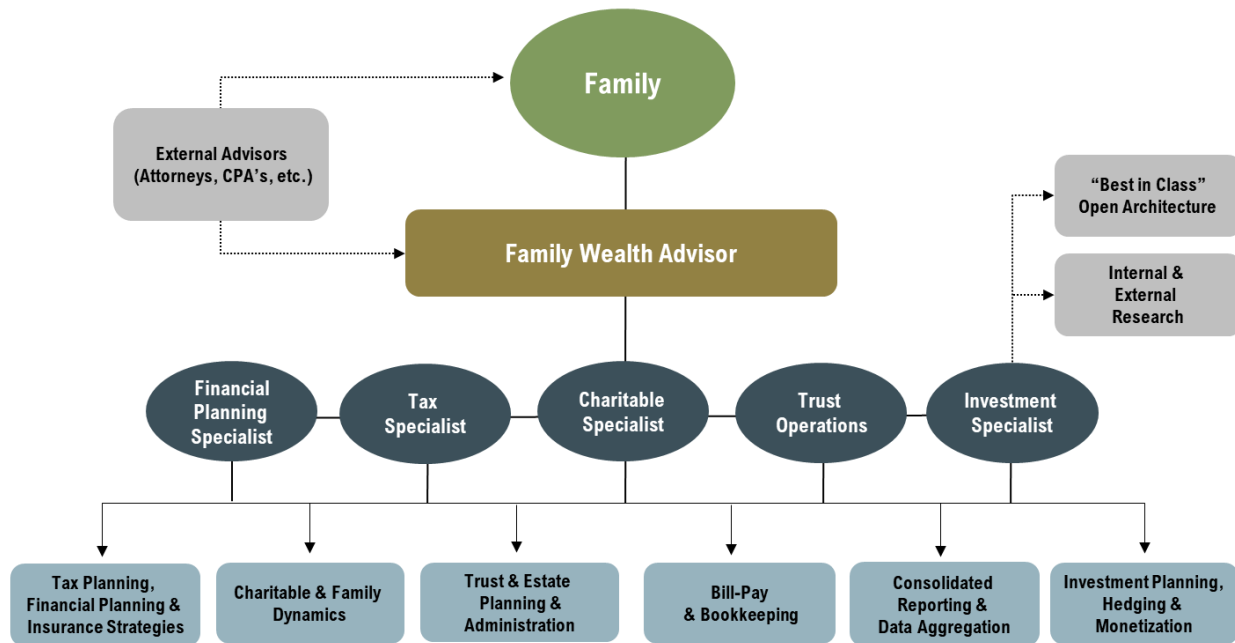 Family
External Advisors
(Attorneys, CPA's, etc.)
“Best in Class”
Open Architecture
Family Wealth Advisor
Internal &
External
Research
Financial
Planning
Specialist
Tax
Specialist
Charitable
Specialist
Trust
Operations
Investment
Specialist
Tax Planning,
Financial Planning &
Insurance Strategies
Charitable & Family
Dynamics
Trust & Estate
Planning &
Administration
Bill-Pay
& Bookkeeping
Consolidated
Reporting &
Data Aggregation
Investment Planning,
Hedging &
Monetization